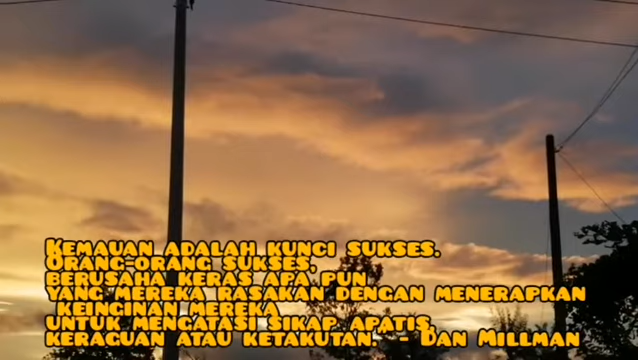 Kemauan adalah kunci sukses.
Orang-orang sukses,
berusaha keras apa pun
yang mereka rasakan dengan menerapkan
keinginan mereka
untuk mengatasi sikap apatis,
keraguan atau ketakutan." - Dan Millman